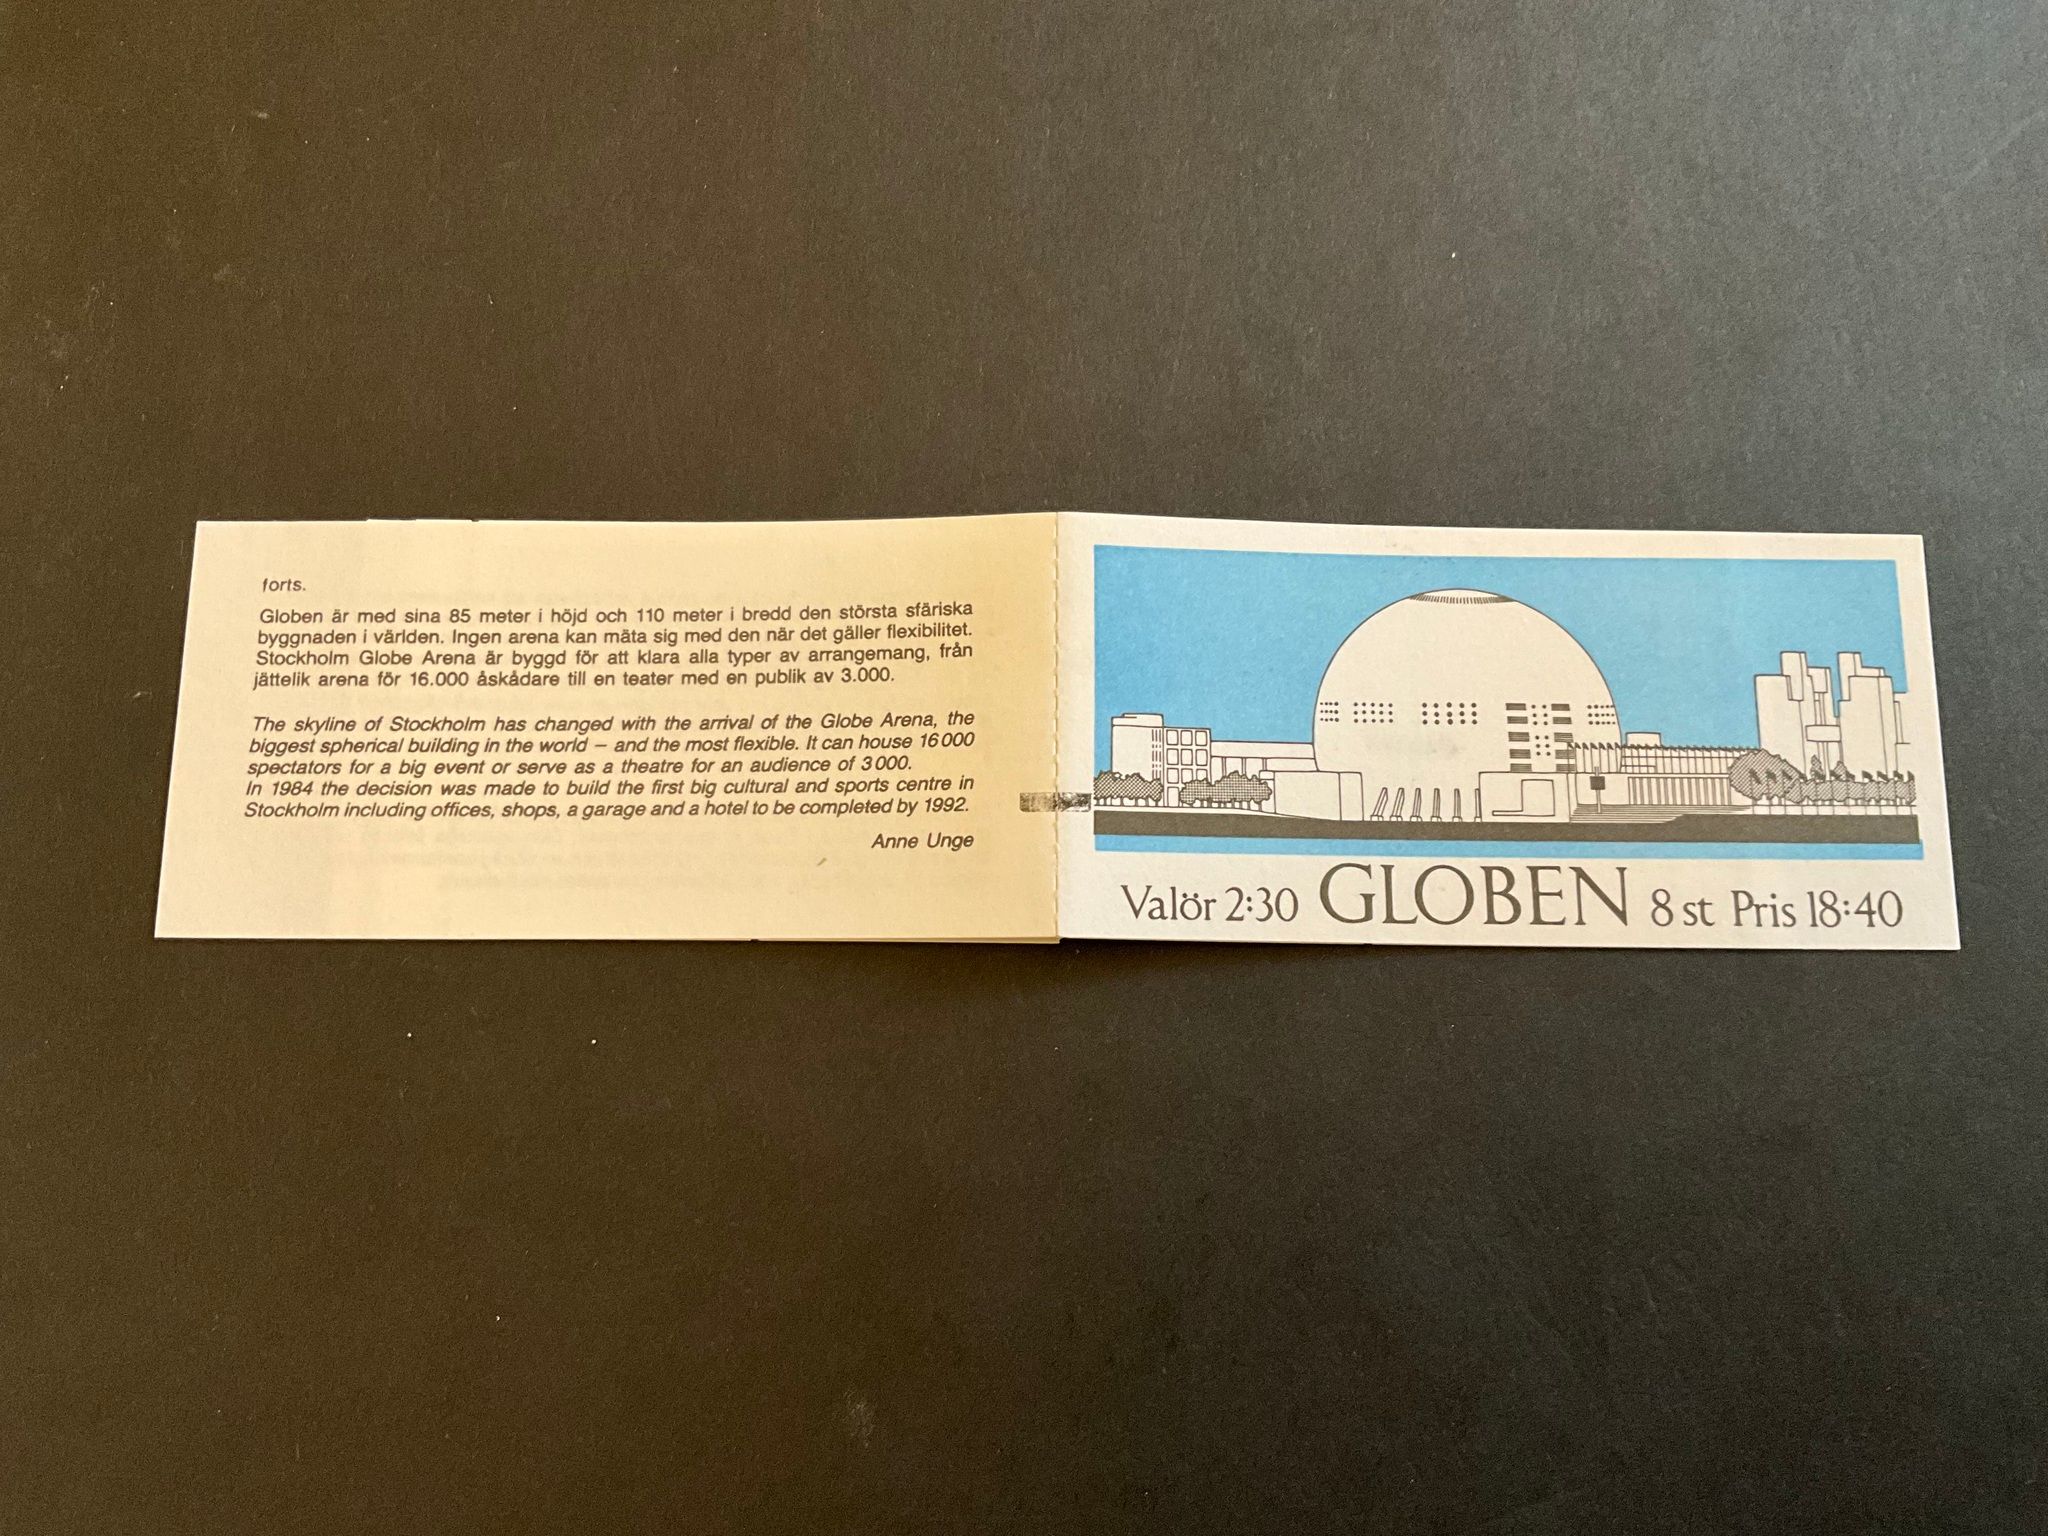 forts.
Globen är med sina 85 meter i höjd och 110 meter i bredd den största sfäriska
byggnaden i världen. Ingen arena kan mäta sig med den när det gäller flexibilitet.
Stockholm Globe Arena är byggd för att klara alla typer av arrangemang, från
jättelik arena för 16.000 åskådare till en teater med en publik av 3.000.
The skyline of Stockholm has changed with the arrival of the Globe Arena, the
biggest spherical building in the world – and the most flexible. It can house 16 000
spectators for a big event or serve as a theatre for an audience of 3 000.
In 1984 the decision was made to build the first big cultural and sports centre in
Stockholm including offices, shops, a garage and a hotel to be completed by 1992.
Anne Unge
Valör 2:30 GLOBEN 8 st Pris 18:40